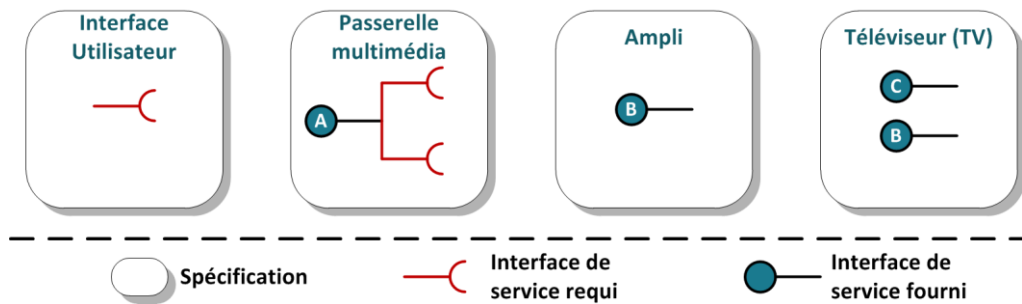 Interface
Utilisateur
Passerelle
multimédia
A
Ampli
B
Téléviseur (TV)
C
B
Spécification
Interface de
service requi
Interface de
service fourni